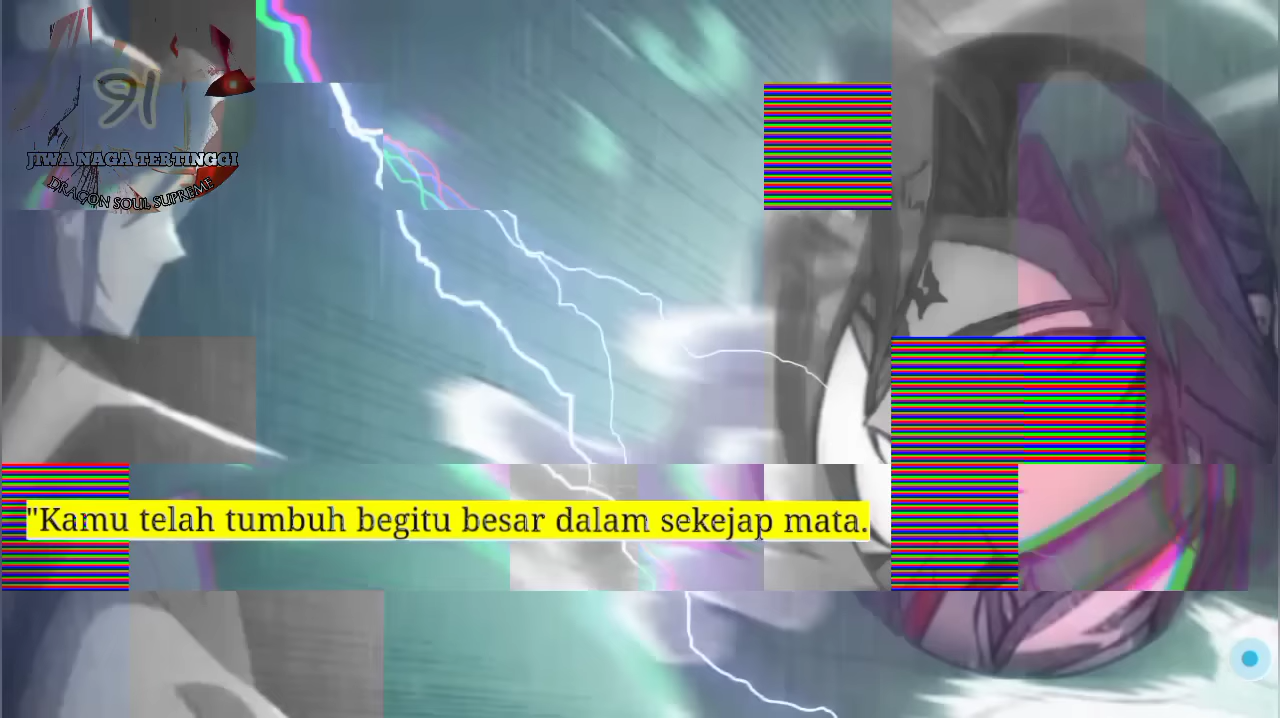 JIWA NAGA TERTINGGI
DRAGON SOUL SUPREME
"Kamu telah tumbuh begitu besar dalam sekejap mata.